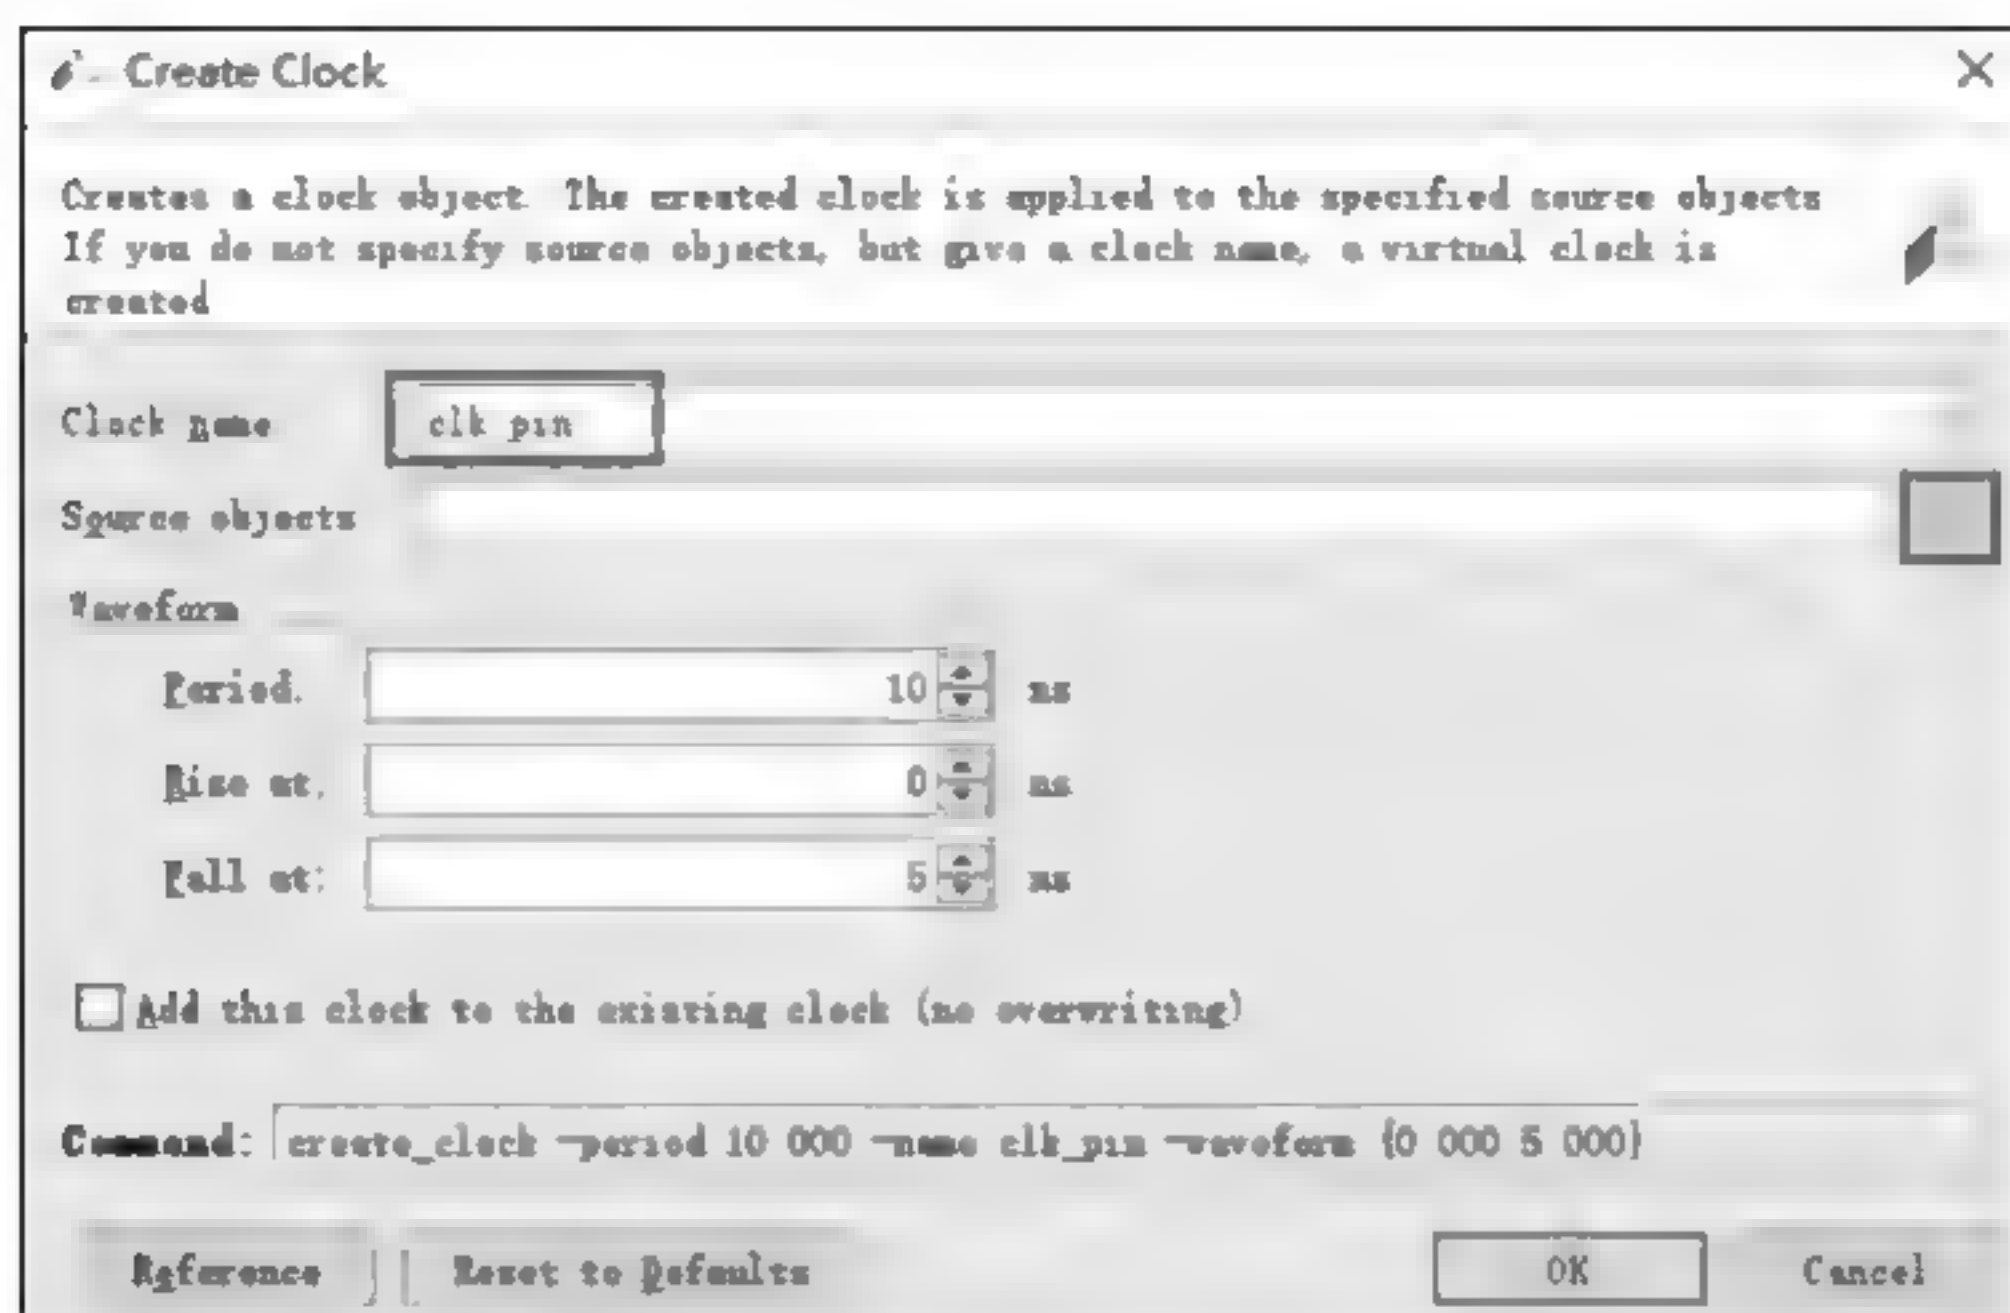 Create Clock
Creates a clock object. The created clock is applied to the specified source objects
If you do not specify source objects, but give a clock name, a virtual clock is
created
Clock name clk pin
Source objects
Waveform
Period. 10 ns
Rise at. 0 ns
Fall at: 5 ns
Add this clock to the existing clock (no overwriting)
Command: create_clock -period 10 000 -name clk_pin -waveform {0 000 5 000}
Reference Reset to Defaults OK Cancel